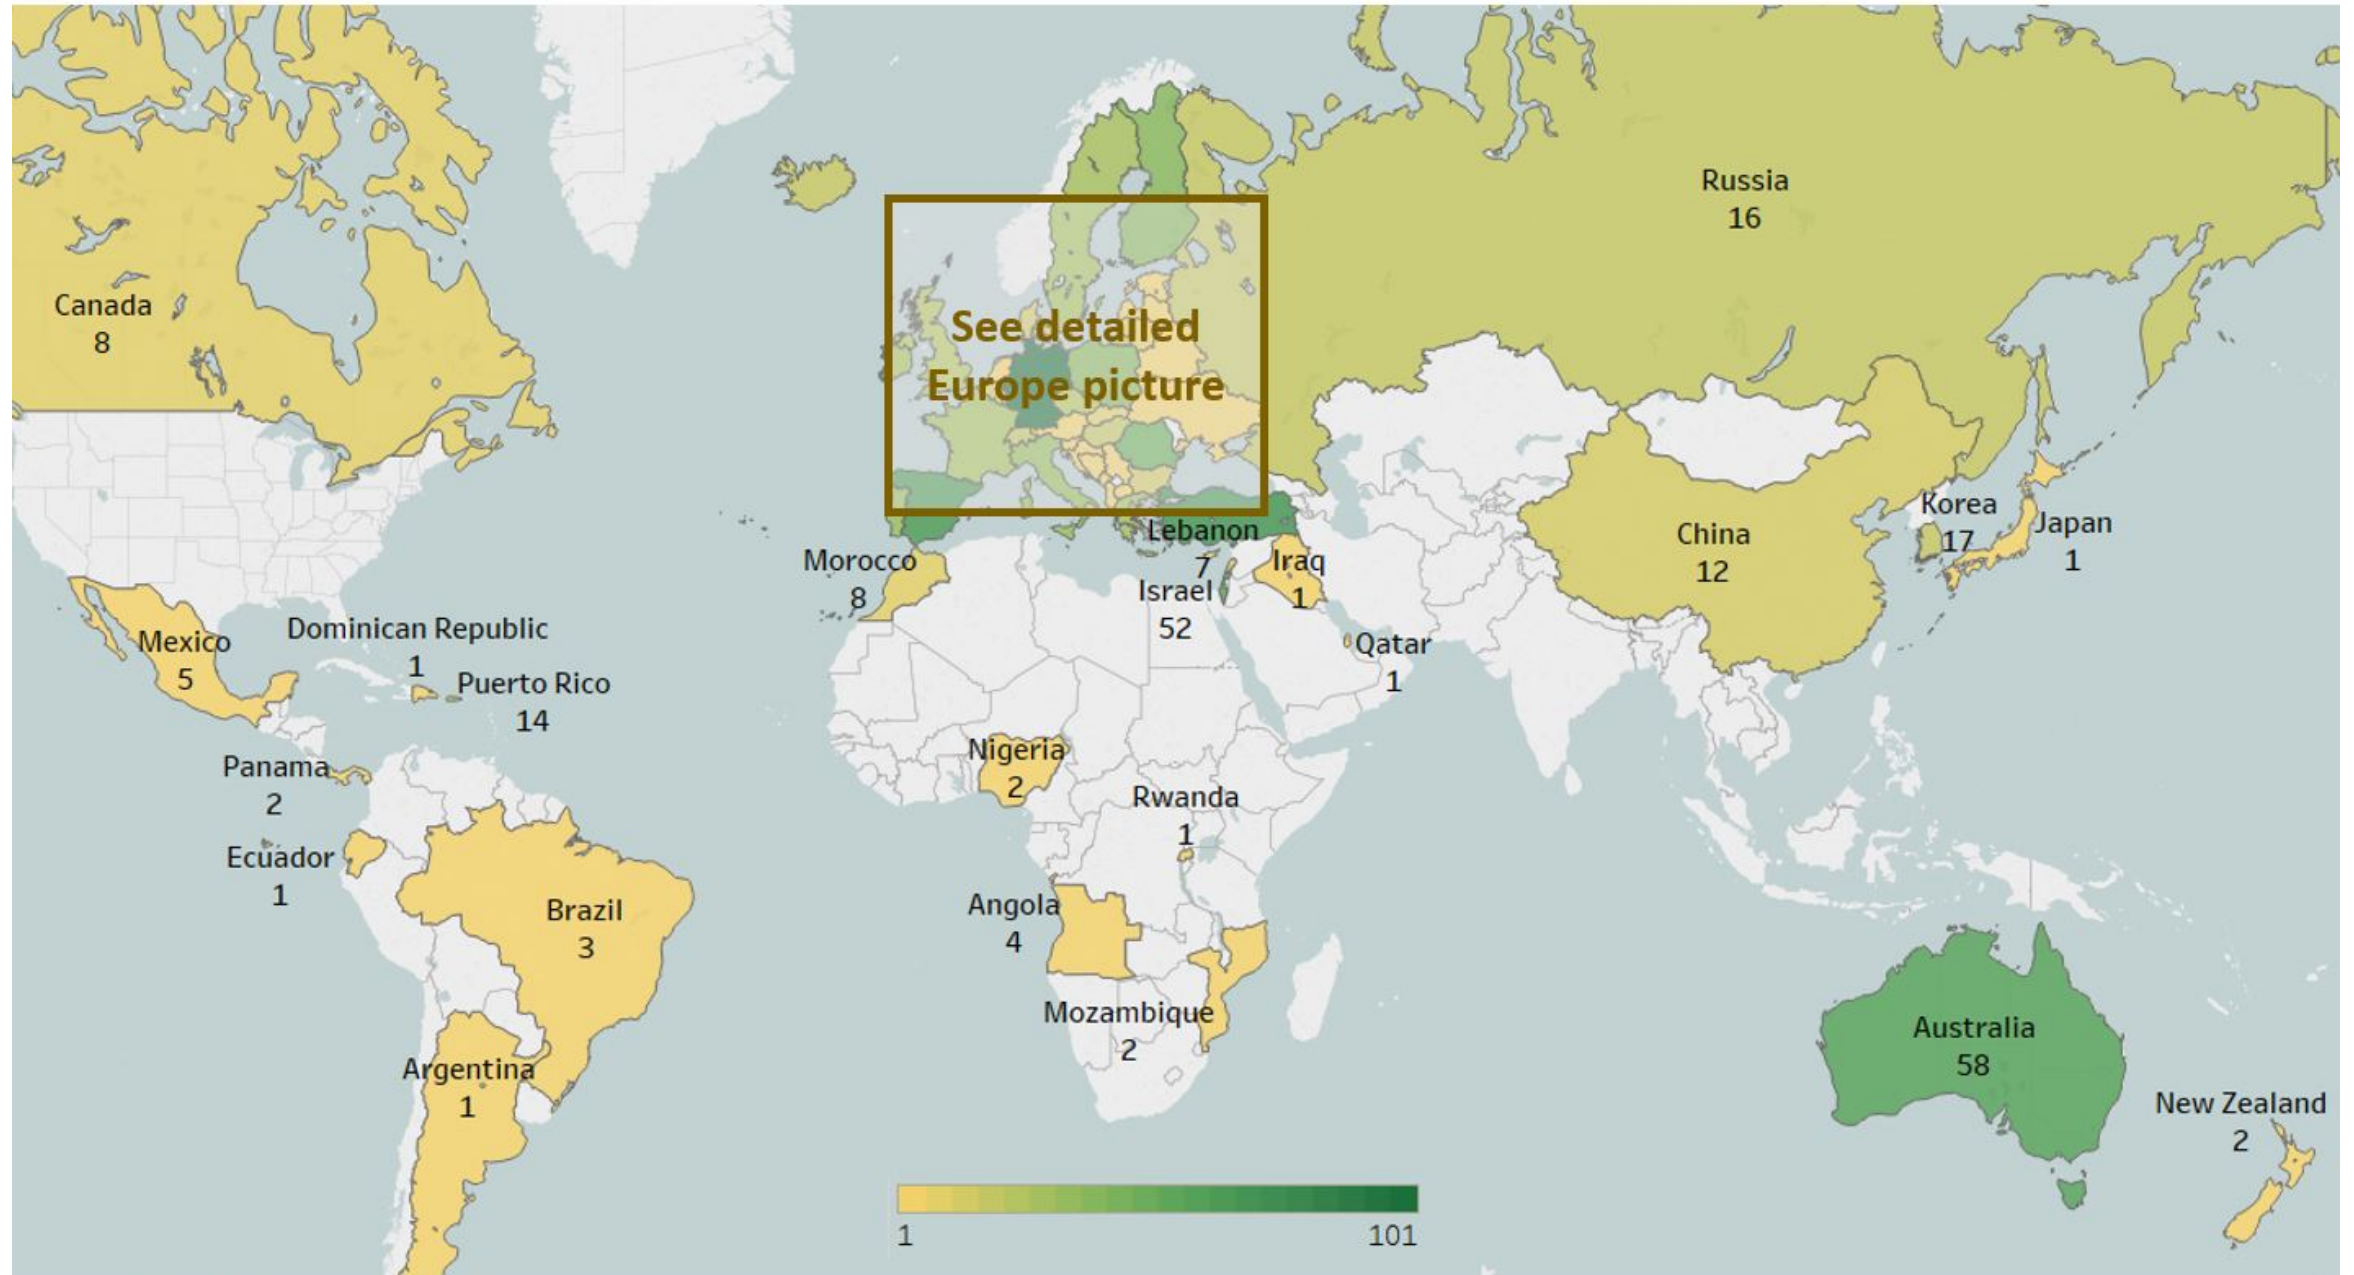 Russia
16
Canada
8
See detailed
Europe picture
Korea
17
Japan
1
China
12
Lebanon
7
Morocco
8
Iraq
1
Israel
52
Qatar
1
Mexico
5
Dominican Republic
1
Puerto Rico
14
Nigeria
2
Panama
2
Rwanda
1
Ecuador
1
Angola
4
Brazil
3
Mozambique
2
Australia
58
Argentina
1
New Zealand
2
1
101